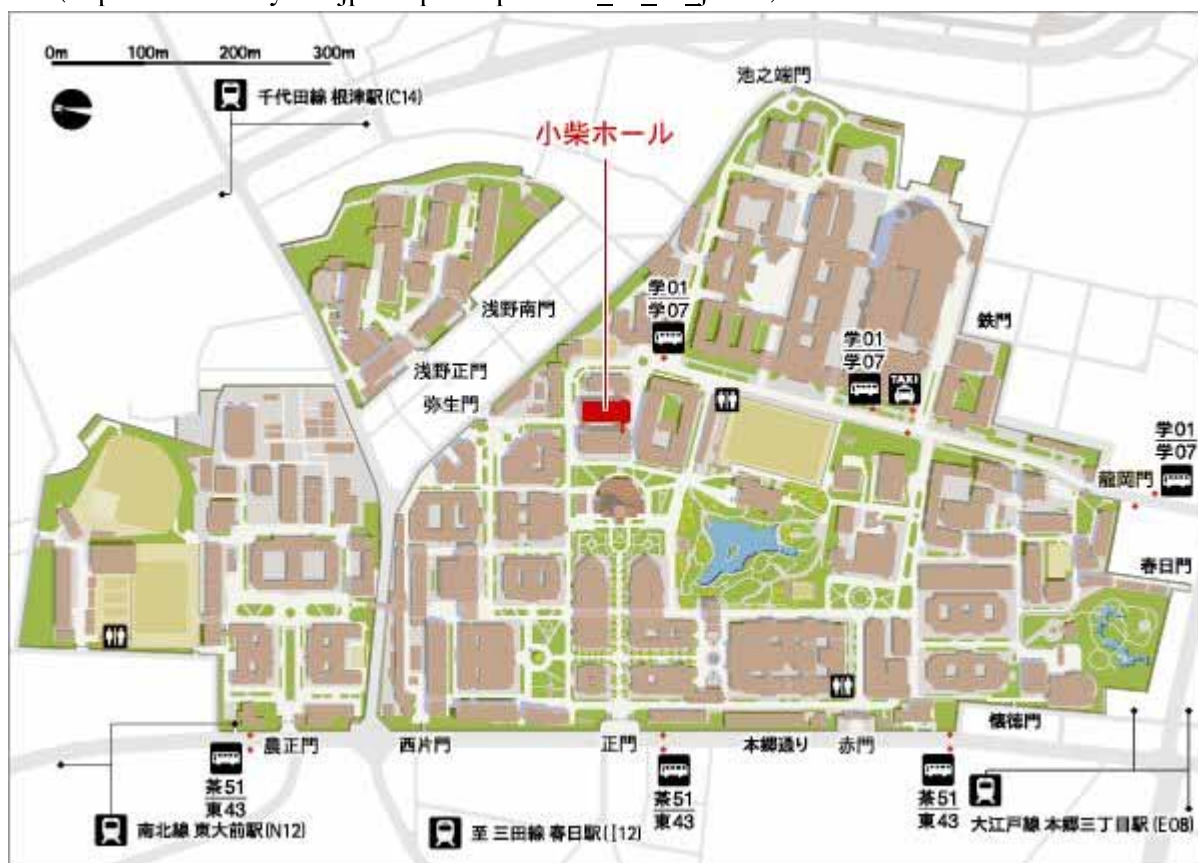 0m 100m 200m 300m
千代田線 根津駅(C14)
池之端門
小柴ホール
浅野南門
学01
学07
学01
学07
TAXI
鉄門
浅野正門
弥生門
学01
学07
龍岡門
春日門
懐徳門
農正門
西片門
正門
本郷通り
赤門
茶51
東43
茶51
東43
茶51
東43
南北線 東大前駅(N12)
至 三田線 春日駅(I12)
大江戸線 本郷三丁目駅(E08)